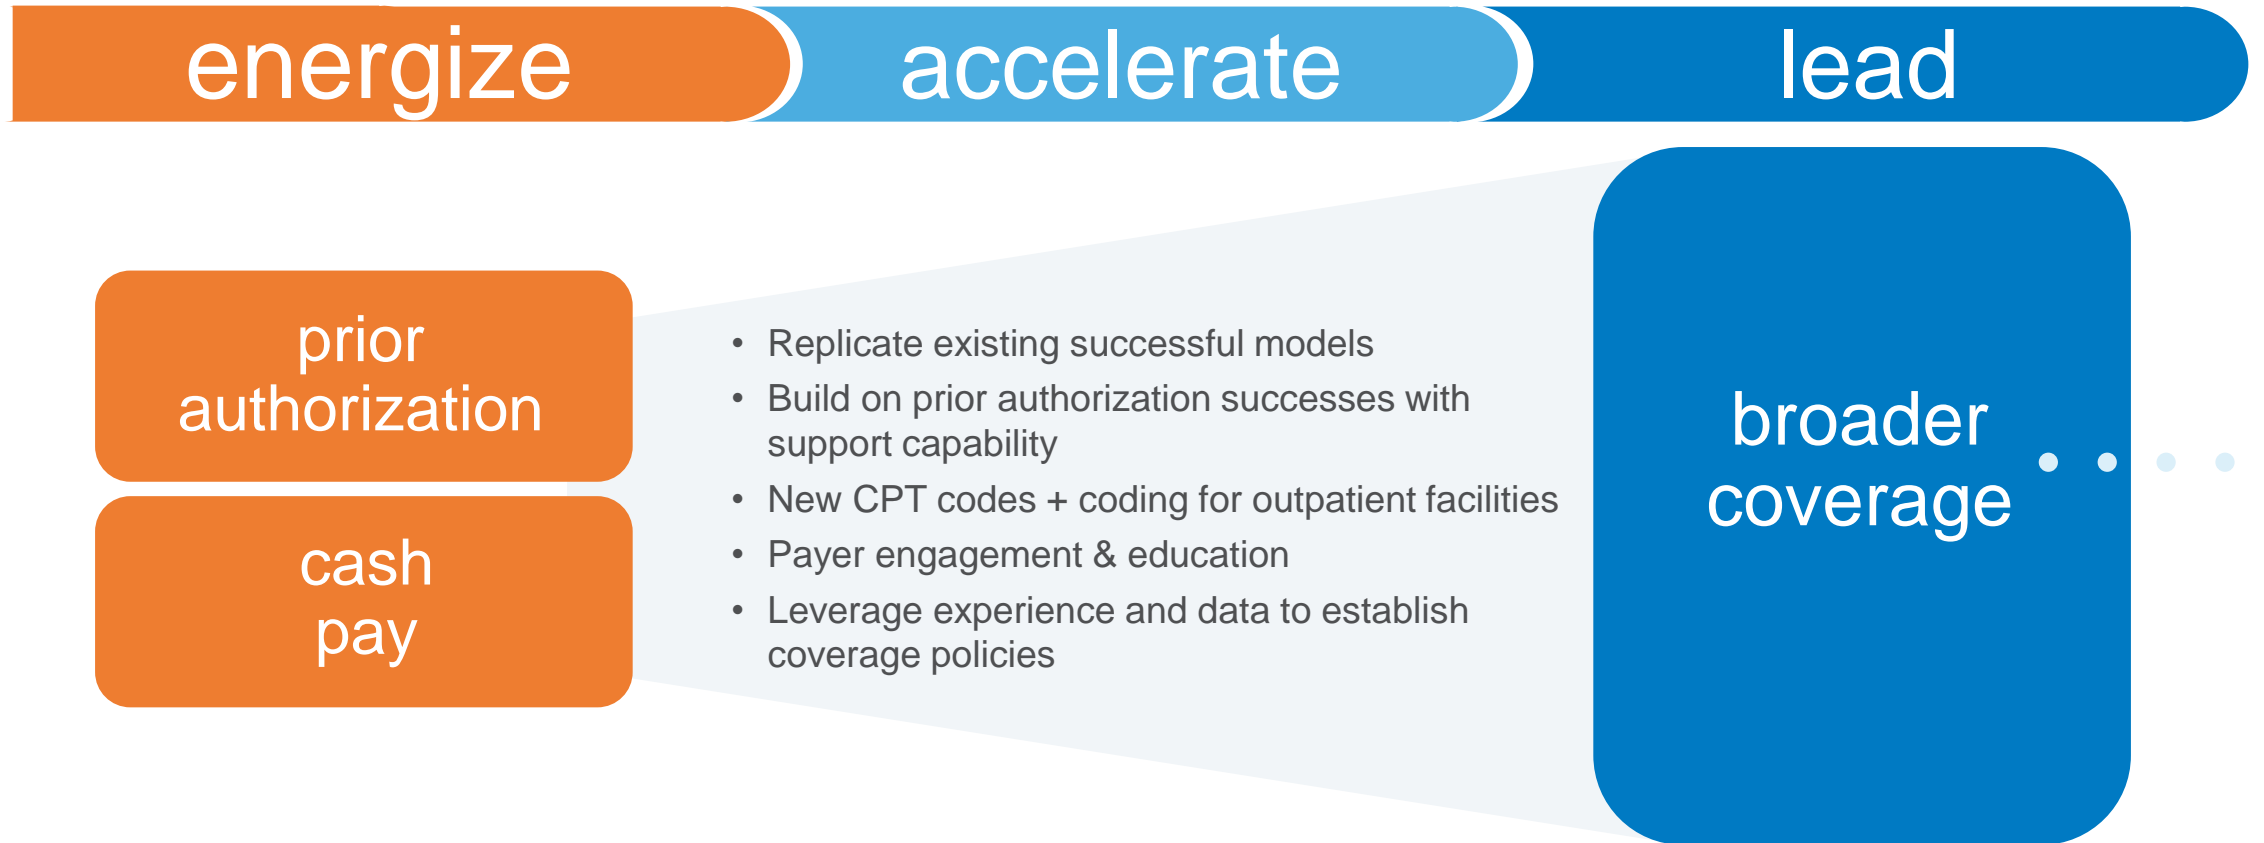 energize
accelerate
lead
prior
authorization
cash
pay
• Replicate existing successful models
• Build on prior authorization successes with
support capability
• New CPT codes + coding for outpatient facilities
• Payer engagement & education
• Leverage experience and data to establish
coverage policies
broader
coverage